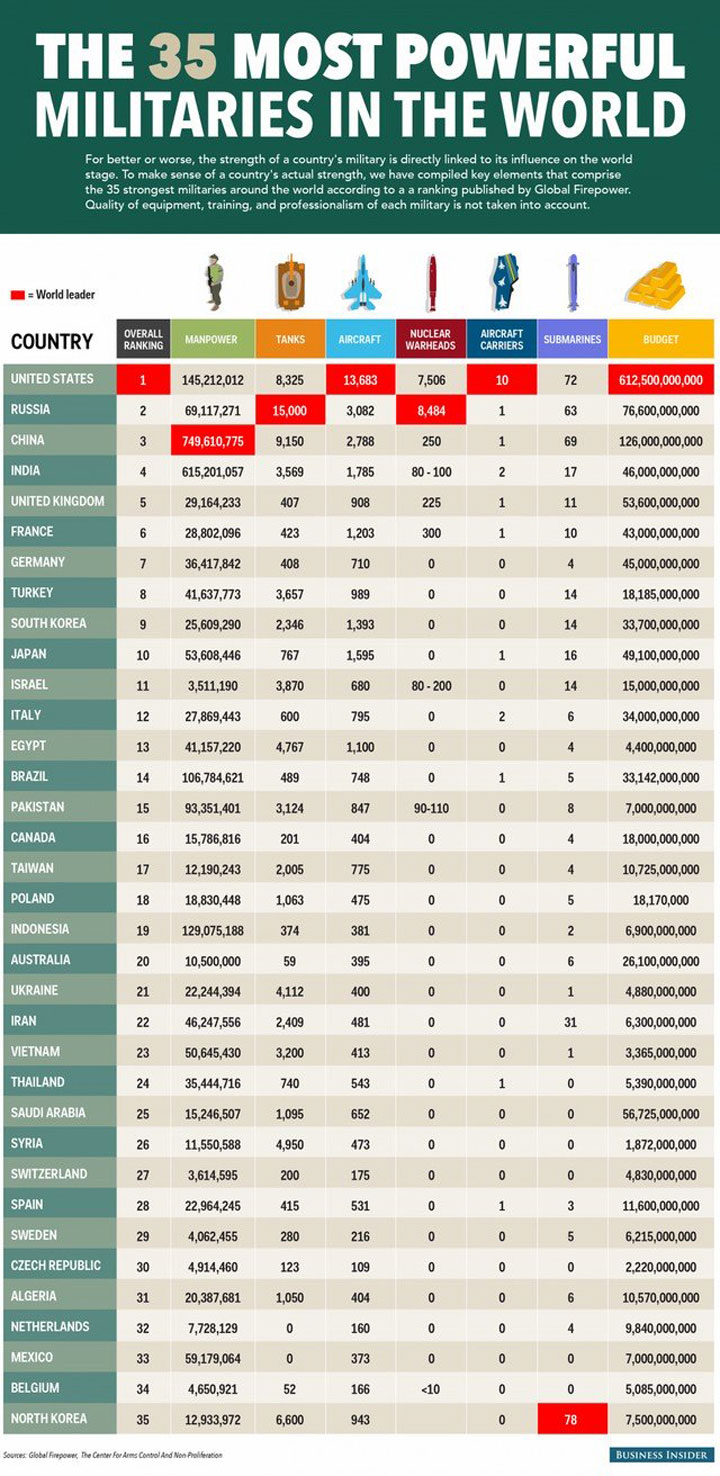 THE 35 MOST POWERFUL
MILITARIES IN THE WORLD
For better or worse, the strength of a country's military is directly linked to its influence on the world
stage. To make sense of a country's actual strength, we have compiled key elements that comprise
the 35 strongest militaries around the world according to a a ranking published by Global Firepower.
Quality of equipment, training, and professionalism of each military is not taken into account.
= World leader
COUNTRY OVERALL RANKING MANPOWER TANKS AIRCRAFT NUCLEAR WARHEADS AIRCRAFT CARRIERS SUBMARINES BUDGET
UNITED STATES 1 145,212,012 8,325 13,683 7,506 10 72 612,500,000,000
RUSSIA 2 69,117,271 15,000 3,082 8,484 1 63 76,600,000,000
CHINA 3 749,610,775 9,150 2,788 250 1 69 126,000,000,000
INDIA 4 615,201,057 3,569 1,785 80 - 100 2 17 46,000,000,000
UNITED KINGDOM 5 29,164,233 407 908 225 1 11 53,600,000,000
FRANCE 6 28,802,096 423 1,203 300 1 10 43,000,000,000
GERMANY 7 36,417,842 408 710 0 0 4 45,000,000,000
TURKEY 8 41,637,773 3,657 989 0 0 14 18,185,000,000
SOUTH KOREA 9 25,609,290 2,346 1,393 0 0 14 33,700,000,000
JAPAN 10 53,608,446 767 1,595 0 1 16 49,100,000,000
ISRAEL 11 3,511,190 3,870 680 80 - 200 0 14 15,000,000,000
ITALY 12 27,869,443 600 795 0 2 6 34,000,000,000
EGYPT 13 41,157,220 4,767 1,100 0 0 4 4,400,000,000
BRAZIL 14 106,784,621 489 748 0 1 5 33,142,000,000
PAKISTAN 15 93,351,401 3,124 847 90-110 0 8 7,000,000,000
CANADA 16 15,786,816 201 404 0 0 4 18,000,000,000
TAIWAN 17 12,190,243 2,005 775 0 0 4 10,725,000,000
POLAND 18 18,830,448 1,063 475 0 0 5 18,170,000
INDONESIA 19 129,075,188 374 381 0 0 2 6,900,000,000
AUSTRALIA 20 10,500,000 59 395 0 0 6 26,100,000,000
UKRAINE 21 22,244,394 4,112 400 0 0 1 4,880,000,000
IRAN 22 46,247,556 2,409 481 0 0 31 6,300,000,000
VIETNAM 23 50,645,430 3,200 413 0 0 1 3,365,000,000
THAILAND 24 35,444,716 740 543 0 1 0 5,390,000,000
SAUDI ARABIA 25 15,246,507 1,095 652 0 0 0 56,725,000,000
SYRIA 26 11,550,588 4,950 473 0 0 0 1,872,000,000
SWITZERLAND 27 3,614,595 200 175 0 0 0 4,830,000,000
SPAIN 28 22,964,245 415 531 0 1 3 11,600,000,000
SWEDEN 29 4,062,455 280 216 0 0 5 6,215,000,000
CZECH REPUBLIC 30 4,914,460 123 109 0 0 0 2,220,000,000
ALGERIA 31 20,387,681 1,050 404 0 0 6 10,570,000,000
NETHERLANDS 32 7,728,129 0 160 0 0 4 9,840,000,000
MEXICO 33 59,179,064 0 373 0 0 0 7,000,000,000
BELGIUM 34 4,650,921 52 166 <10 0 0 5,085,000,000
NORTH KOREA 35 12,933,972 6,600 943 0 78 7,500,000,000
Sources: Global Firepower, The Center For Arms Control And Non-Proliferation
BUSINESS INSIDER